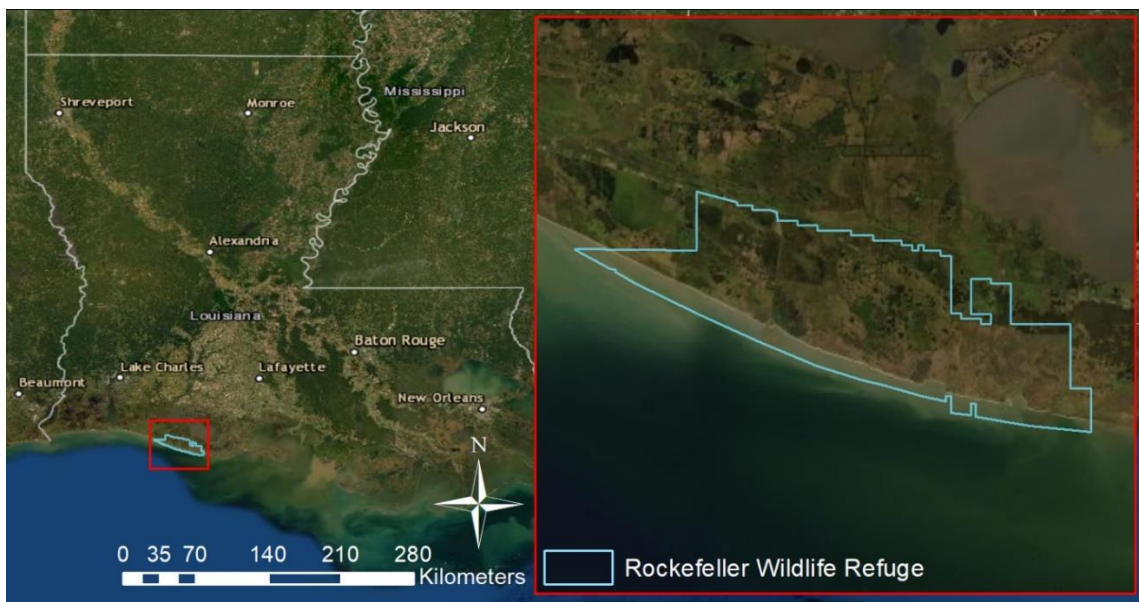 Shreveport
Monroe
Mississippi
Jackson
Alexandria
Louisiana
Baton Rouge
Lake Charles
Lafayette
Beaumont
New Orleans
N
0 35 70 140 210 280
Kilometers
Rockefeller Wildlife Refuge